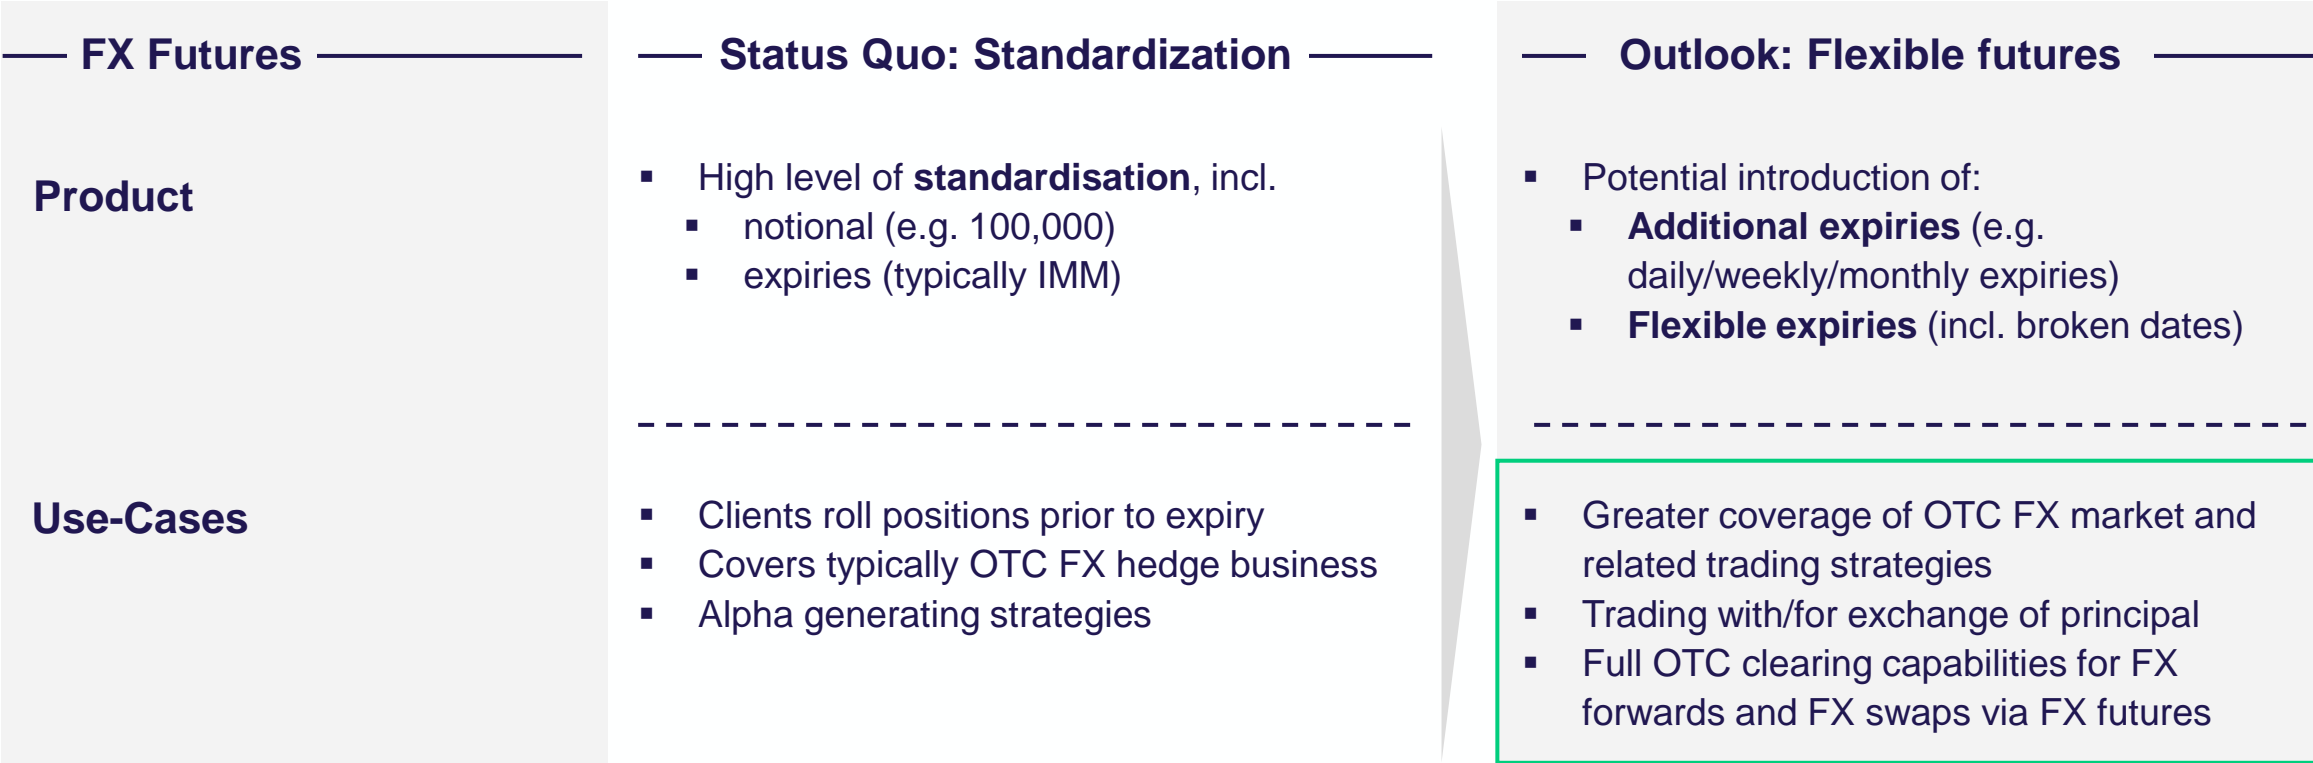 FX Futures
Status Quo: Standardization
Outlook: Flexible futures
Product
▪ High level of standardisation, incl.
▪ notional (e.g. 100,000)
▪ expiries (typically IMM)
▪ Potential introduction of:
▪ Additional expiries (e.g.
daily/weekly/monthly expiries)
▪ Flexible expiries (incl. broken dates)
Use-Cases
▪ Clients roll positions prior to expiry
▪ Covers typically OTC FX hedge business
▪ Alpha generating strategies
▪ Greater coverage of OTC FX market and
related trading strategies
▪ Trading with/for exchange of principal
▪ Full OTC clearing capabilities for FX
forwards and FX swaps via FX futures